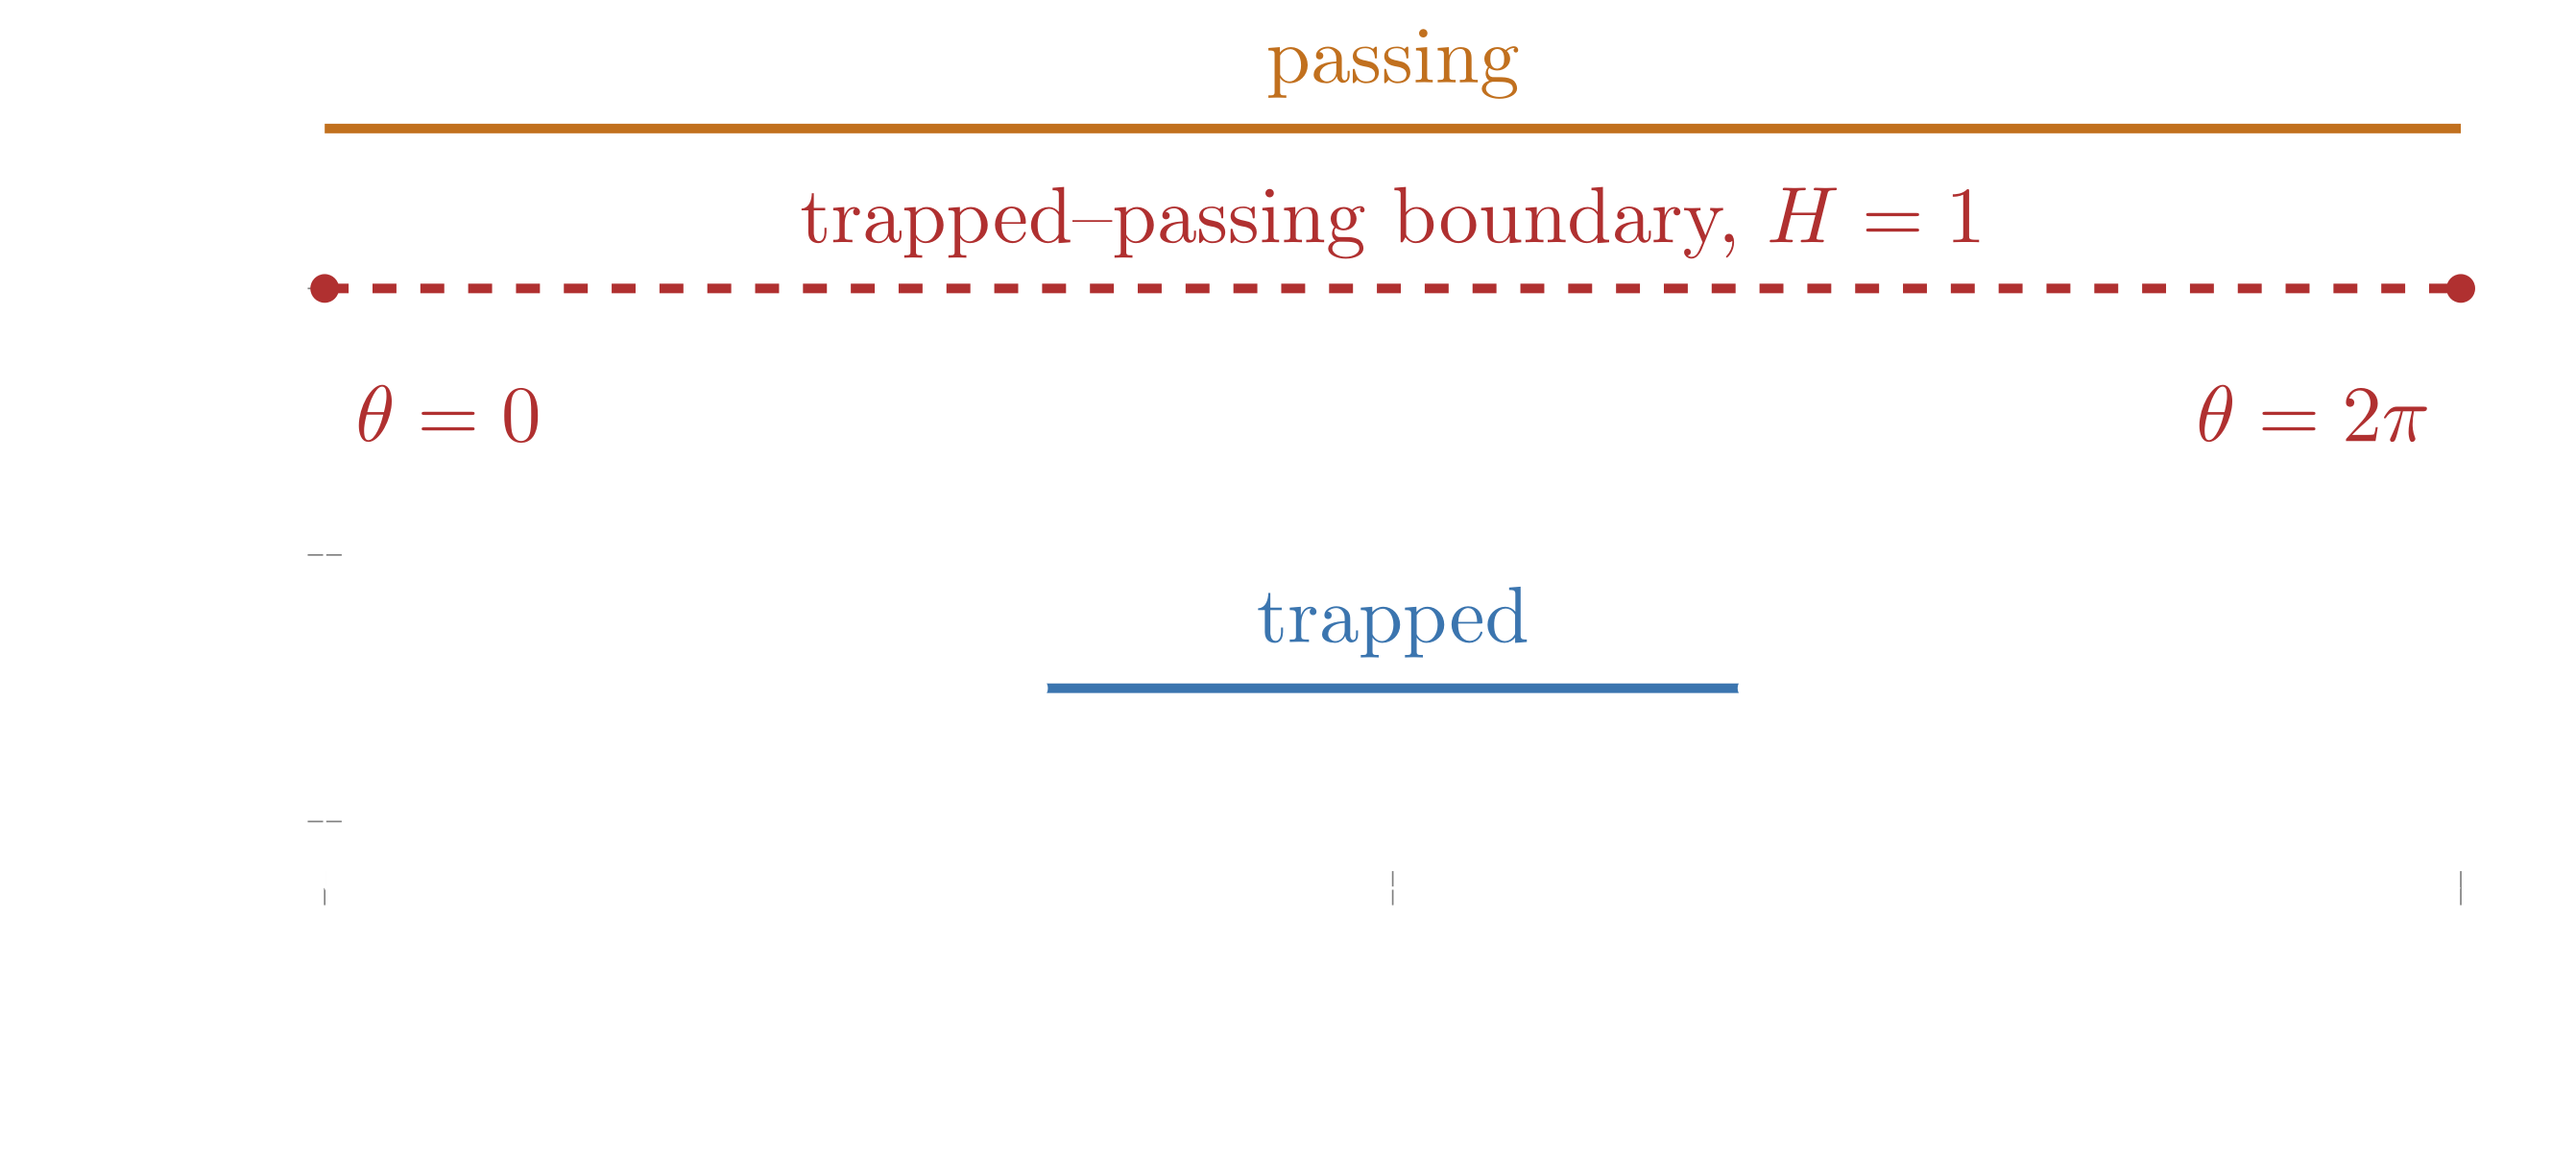 passing
trapped–passing boundary, H = 1
θ = 0
θ = 2π
trapped